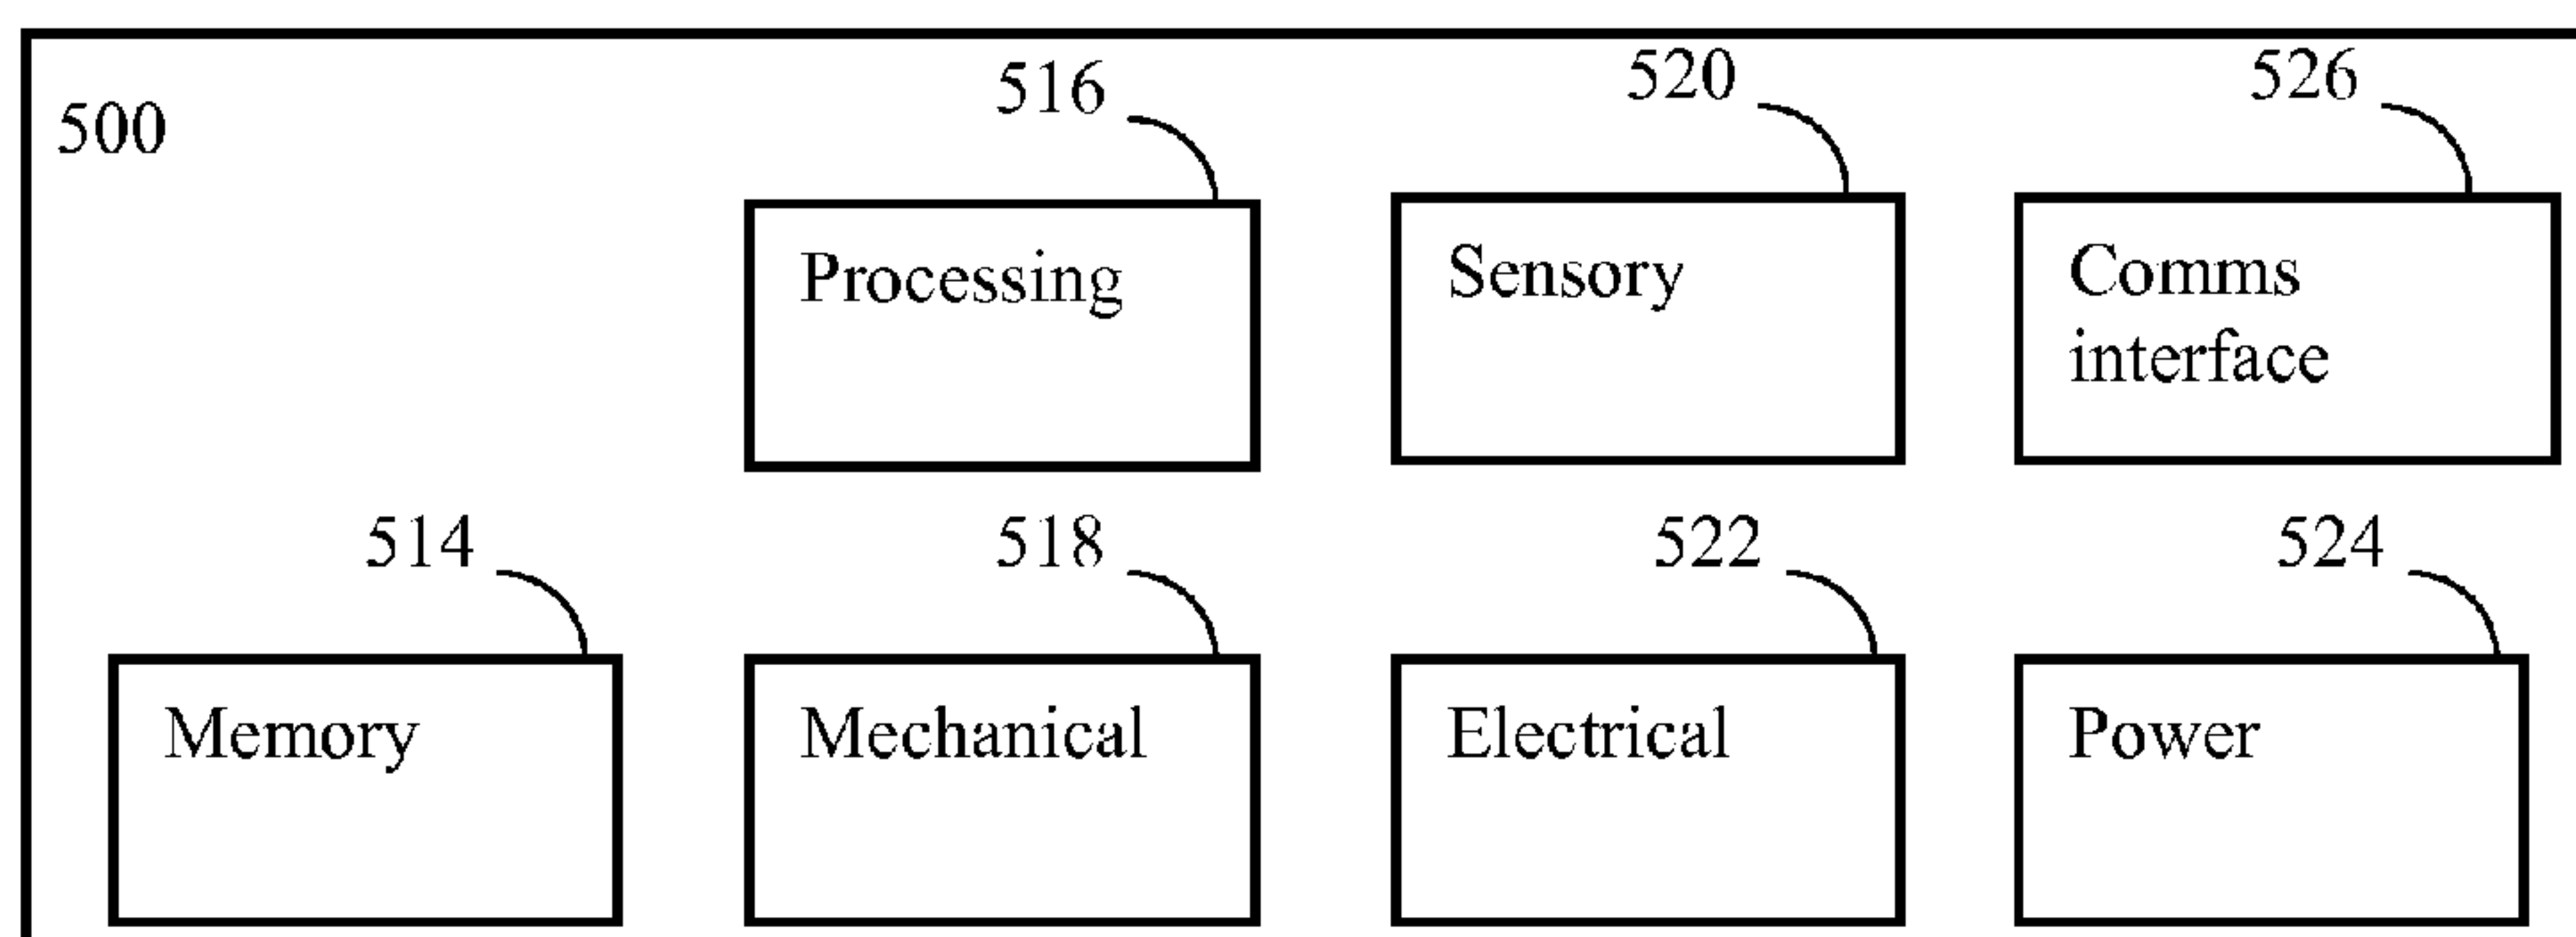 500
516
520
526
Processing
Sensory
Comms
interface
514
518
522
524
Memory
Mechanical
Electrical
Power